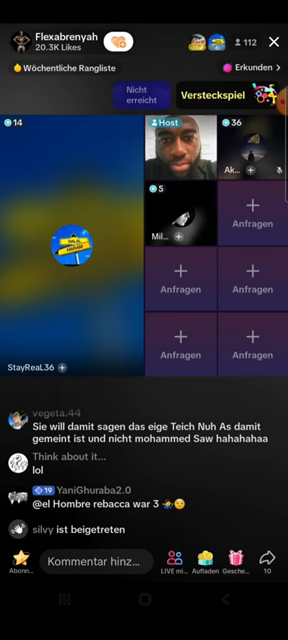 Flexabrenyah
20.3K Likes
112
Wöchentliche Rangliste
Erkunden >
Nicht
erreicht
Versteckspiel
14
Host
36
Ak...
5
Mil...
Anfragen
Anfragen
Anfragen
Anfragen
Anfragen
HALAL
HARAM
StayReaL36
vegeta.44
Sie will damit sagen das eige Teich Nuh As damit
gemeint ist und nicht mohammed Saw hahahahaa
Think about it...
lol
19 YaniGhuraba2.0
@el Hombre rebacca war 3 🤷‍♂️😉
silvy ist beigetreten
Kommentar hinz...
Abonn..
LIVE mi...
Aufladen
Gesche...
10